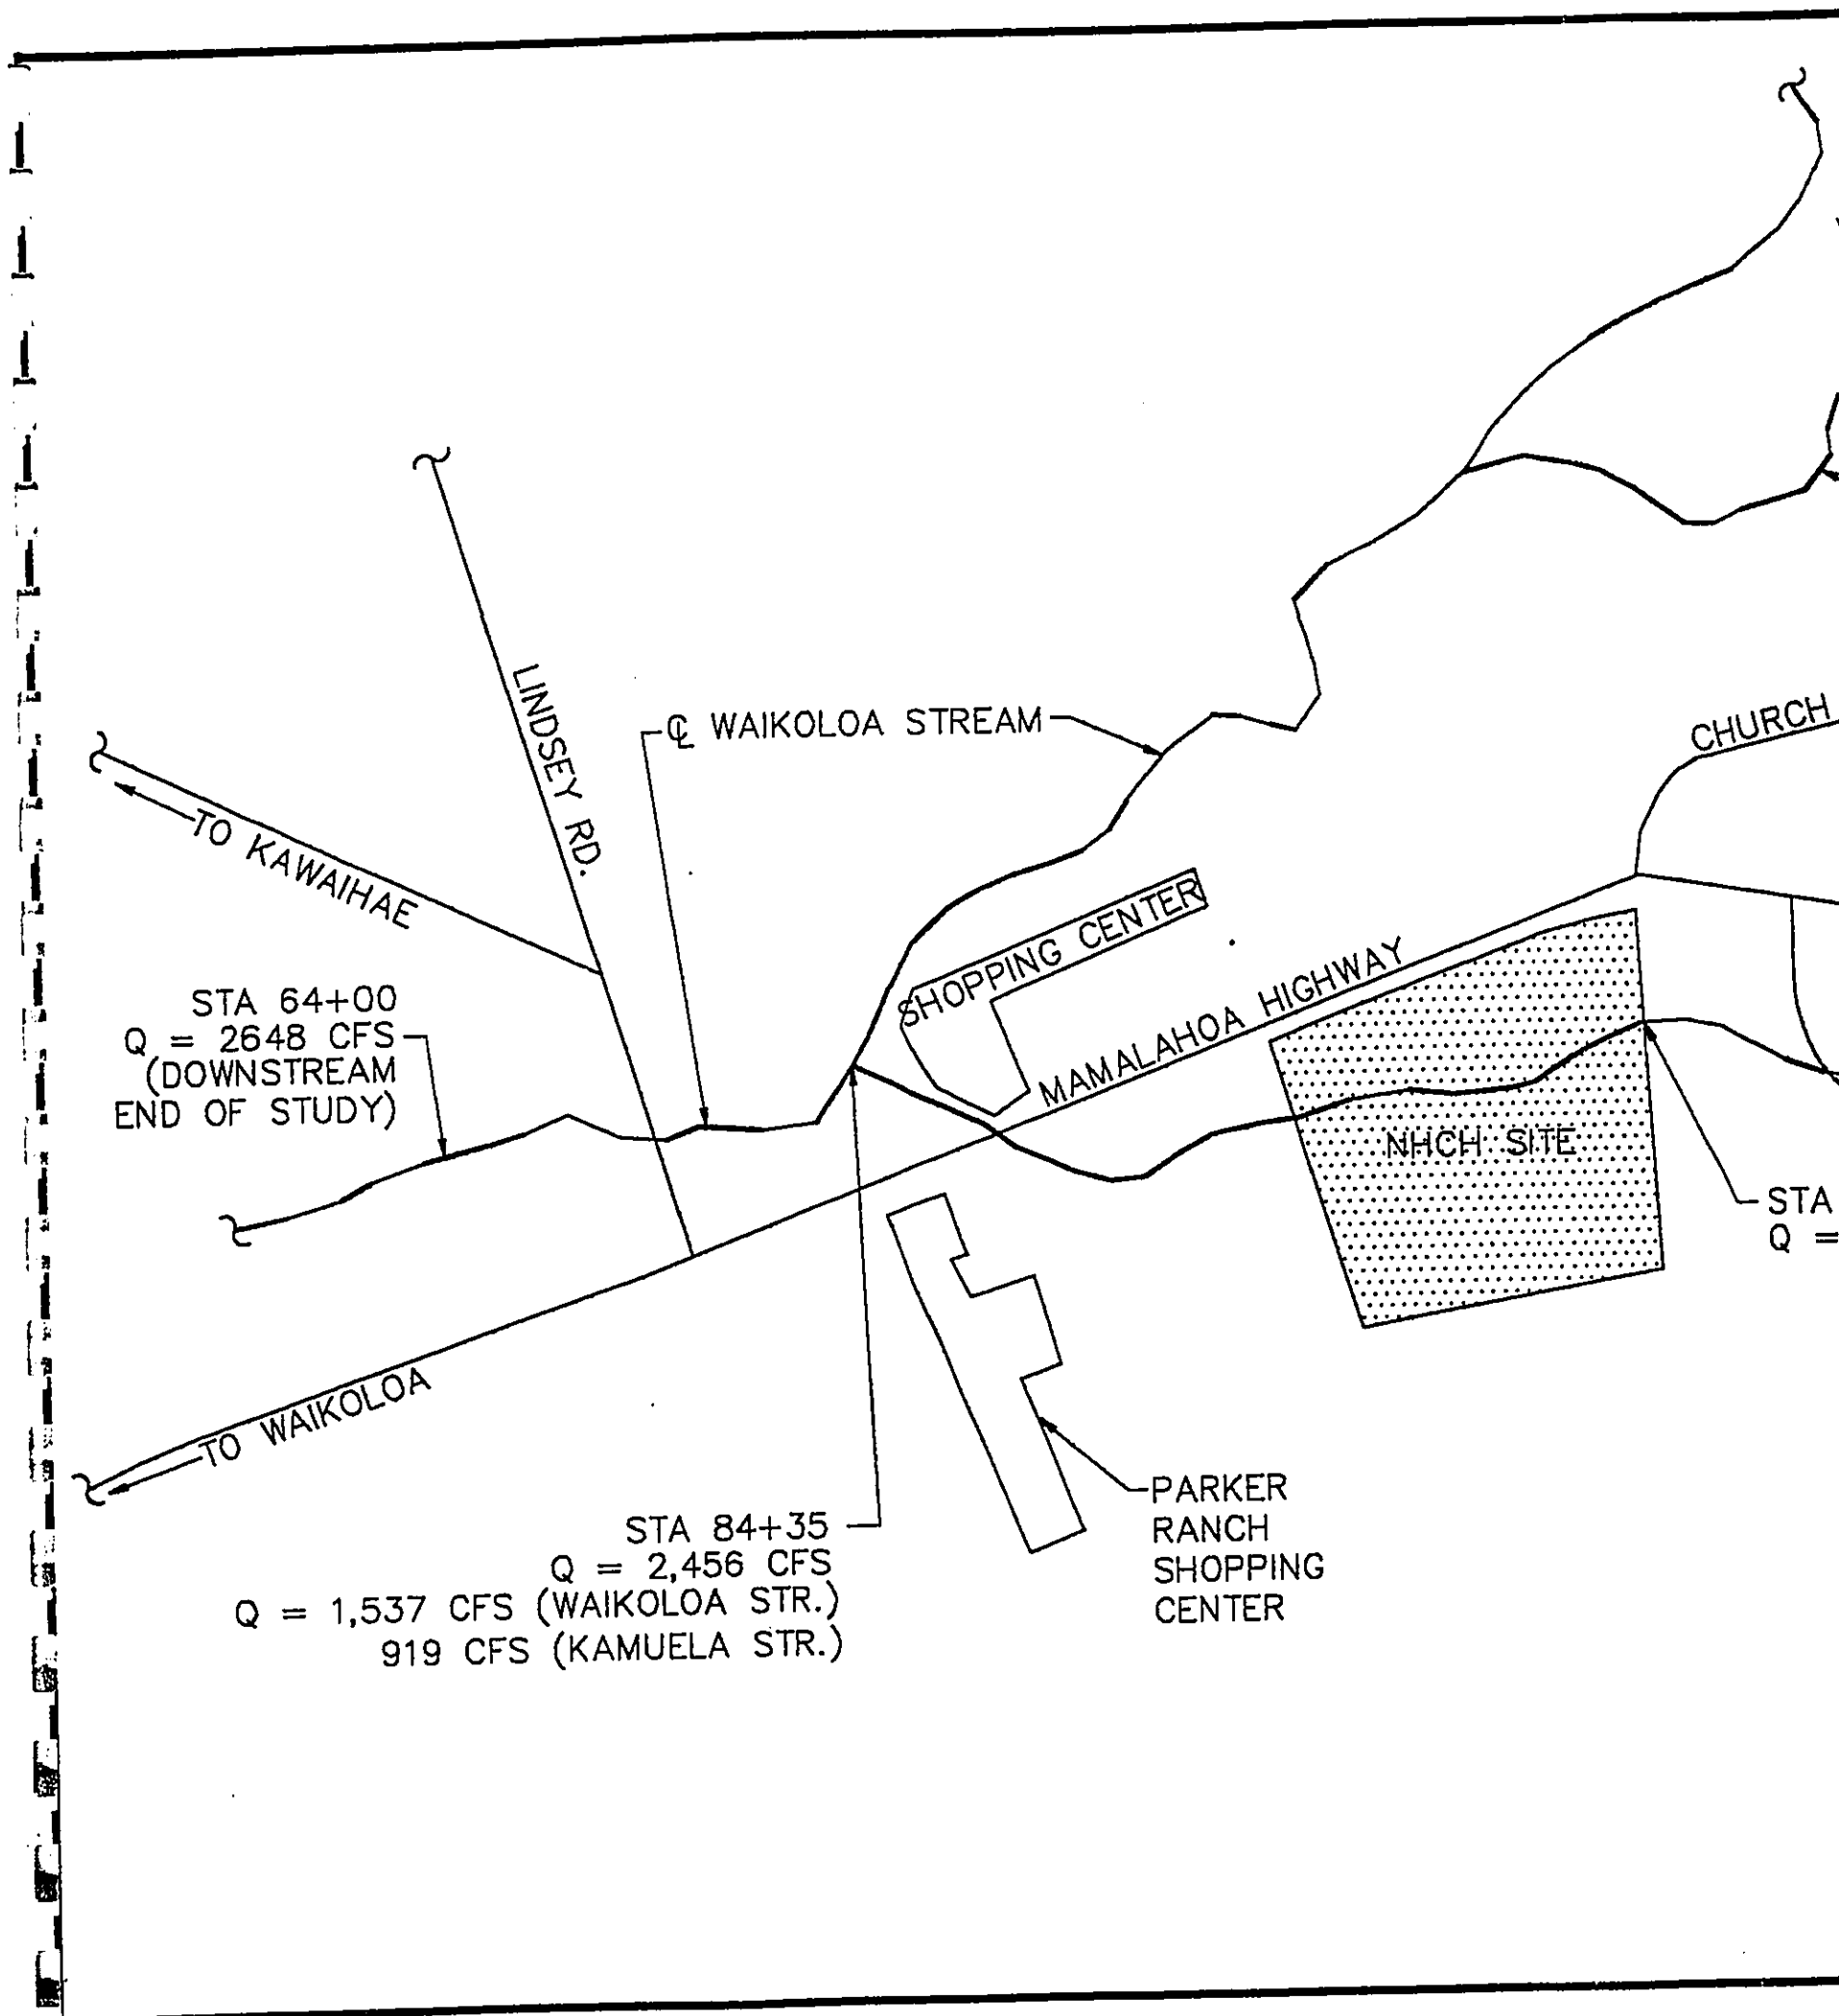 LINDSEY RD.
℄ WAIKOLOA STREAM
CHURCH
TO KAWAIHAE
SHOPPING CENTER
MAMALAHOA HIGHWAY
STA 64+00
Q = 2648 CFS
(DOWNSTREAM
END OF STUDY)
NHCH SITE
STA
Q =
TO WAIKOLOA
PARKER
RANCH
SHOPPING
CENTER
STA 84+35
Q = 2,456 CFS
Q = 1,537 CFS (WAIKOLOA STR.)
919 CFS (KAMUELA STR.)